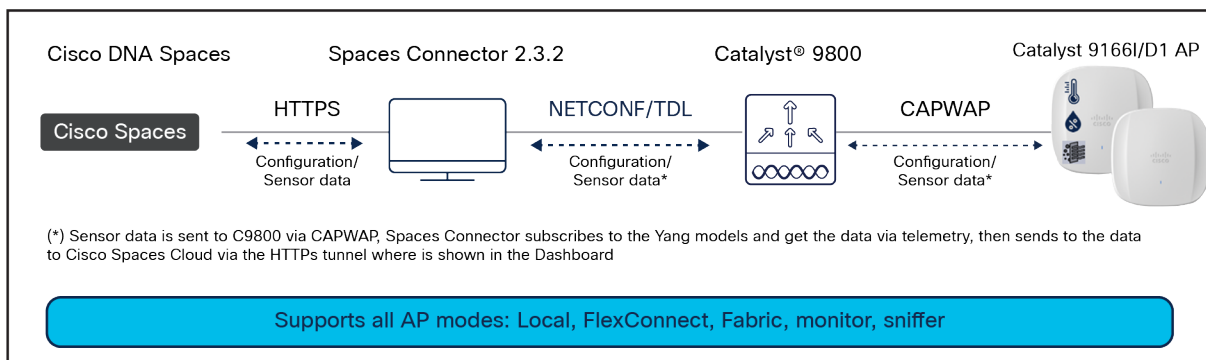 Cisco DNA Spaces
Spaces Connector 2.3.2
Catalyst® 9800
Catalyst 9166I/D1 AP
Cisco Spaces
HTTPS
Configuration/
Sensor data
NETCONF/TDL
Configuration/
Sensor data*
CAPWAP
Configuration/
Sensor data*
%
CISCO
CISCO
(*) Sensor data is sent to C9800 via CAPWAP, Spaces Connector subscribes to the Yang models and get the data via telemetry, then sends to the data
to Cisco Spaces Cloud via the HTTPs tunnel where is shown in the Dashboard
Supports all AP modes: Local, FlexConnect, Fabric, monitor, sniffer